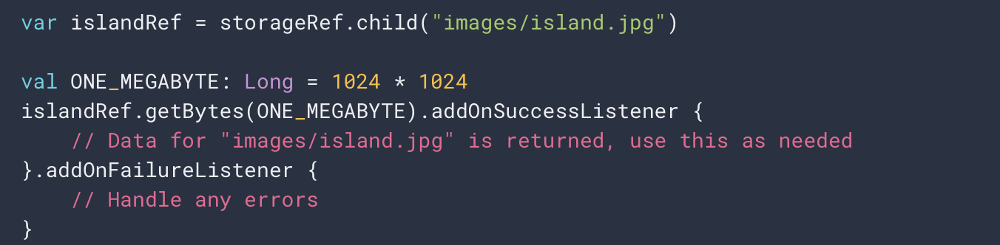 var islandRef = storageRef.child("images/island.jpg")

val ONE_MEGABYTE: Long = 1024 * 1024
islandRef.getBytes(ONE_MEGABYTE).addOnSuccessListener {
    // Data for "images/island.jpg" is returned, use this as needed
}.addOnFailureListener {
    // Handle any errors
}